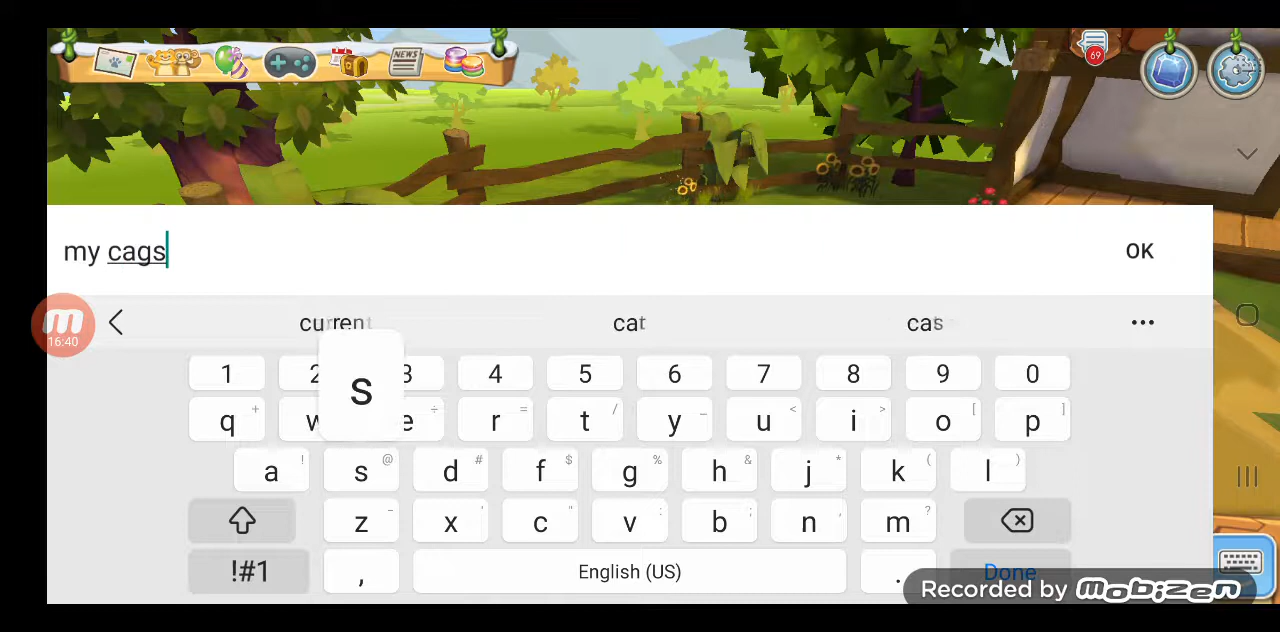 NEWS
69
my cags
OK
16:40
current
cat
cas
...
1 2 3 4 5 6 7 8 9 0
s
q + w e ÷ r = t / y _ u < i > o [ p ]
a ! s @ d # f $ g % h & j * k ( l )
z - x ' c " v : b ; n , m ?
!#1 , English (US) . Done
Recorded by Mobizen